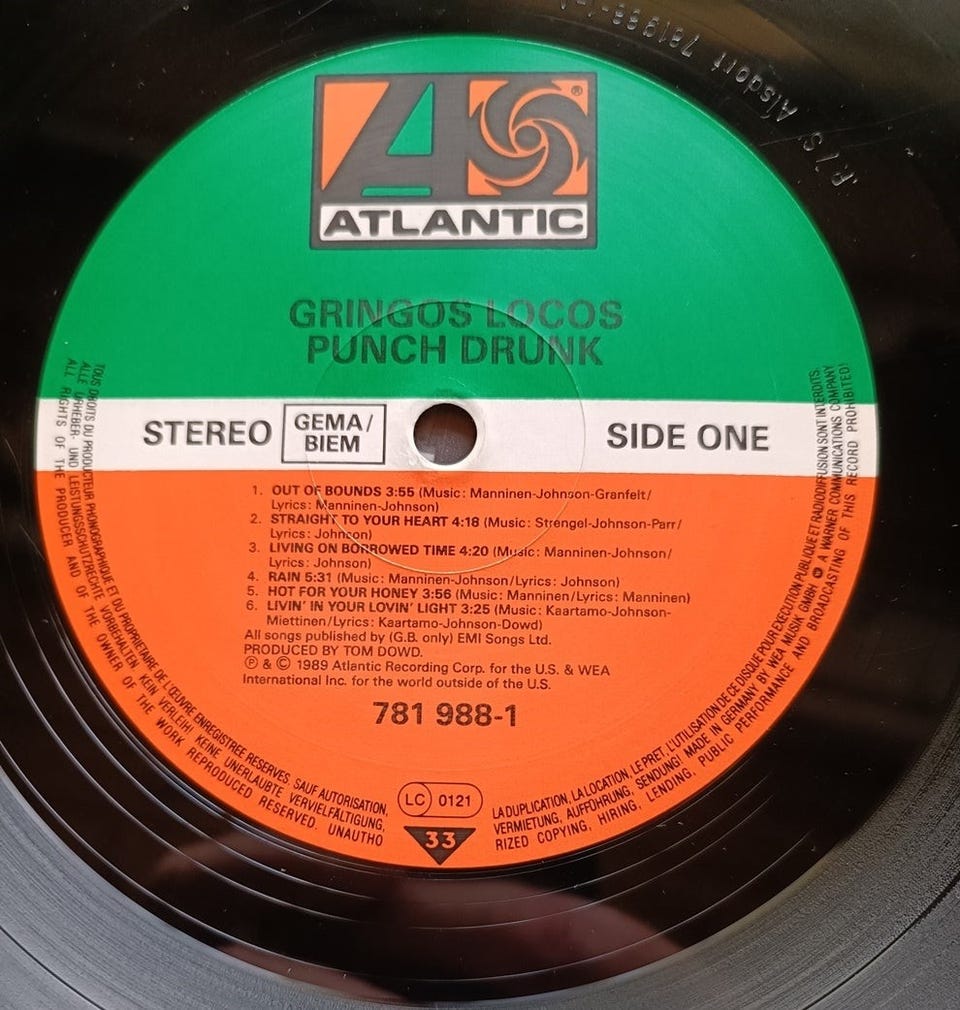 R/S Alsdorf 781988-1
ATLANTIC
®
GRINGOS LOCOS
PUNCH DRUNK
STEREO
GEMA/
BIEM
SIDE ONE
1. OUT OF BOUNDS 3:55 (Music: Manninen-Johnson-Granfelt/
Lyrics: Manninen-Johnson)
2. STRAIGHT TO YOUR HEART 4:18 (Music: Strengel-Johnson-Parr/
Lyrics: Johnson)
3. LIVING ON BORROWED TIME 4:20 (Music: Manninen-Johnson/
Lyrics: Johnson)
4. RAIN 5:31 (Music: Manninen-Johnson/Lyrics: Johnson)
5. HOT FOR YOUR HONEY 3:56 (Music: Manninen/Lyrics: Manninen)
6. LIVIN' IN YOUR LOVIN' LIGHT 3:25 (Music: Kaartamo-Johnson-
Miettinen/Lyrics: Kaartamo-Johnson-Dowd)
All songs published by (G.B. only) EMI Songs Ltd.
PRODUCED BY TOM DOWD.
℗ & © 1989 Atlantic Recording Corp. for the U.S. & WEA
International Inc. for the world outside of the U.S.
781 988-1
LC 0121
33
TOUS DROITS DU PRODUCTEUR PHONOGRAPHIQUE ET DU PROPRIETAIRE DE L'ŒUVRE ENREGISTREE RESERVES. SAUF AUTORISATION,
LA DUPLICATION, LA LOCATION, LE PRET, L'UTILISATION DE CE DISQUE POUR EXECUTION PUBLIQUE ET RADIODIFFUSION SONT INTERDITS.
ALLE URHEBER- UND LEISTUNGSSCHUTZRECHTE VORBEHALTEN KEIN VERLEIH! KEINE UNERLAUBTE VERVIELFÄLTIGUNG,
VERMIETUNG, AUFFÜHRUNG, SENDUNG! MADE IN GERMANY BY WEA MUSIK GMBH A WARNER COMMUNICATIONS COMPANY
ALL RIGHTS OF THE PRODUCER AND OF THE OWNER OF THE WORK REPRODUCED RESERVED. UNAUTHO
RIZED COPYING, HIRING, LENDING, PUBLIC PERFORMANCE AND BROADCASTING OF THIS RECORD PROHIBITED!